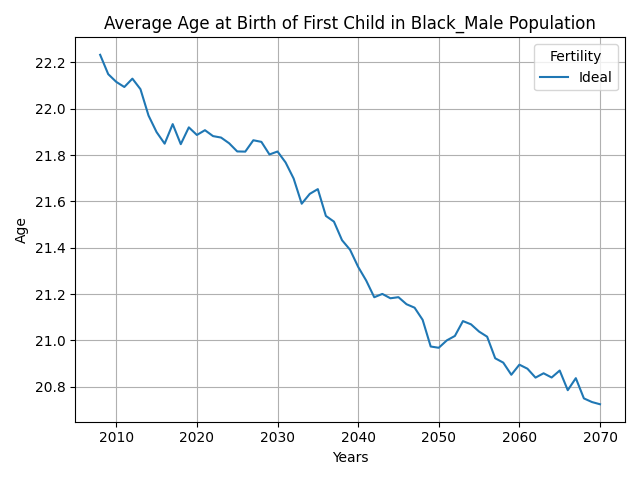 Average Age at Birth of First Child in Black_Male Population
Fertility
Ideal
22.2
22.0
21.8
21.6
21.4
21.2
21.0
20.8
Age
2010 2020 2030 2040 2050 2060 2070
Years